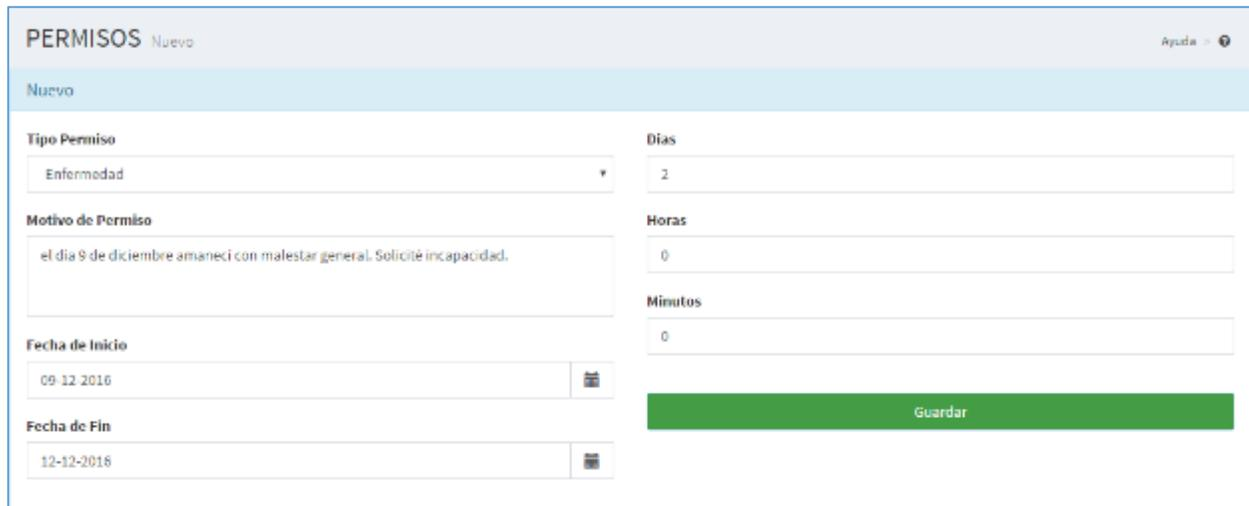 PERMISOS Nuevo
Ayuda >
Nuevo
Tipo Permiso
Enfermedad
Motivo de Permiso
el dia 9 de diciembre amaneci con malestar general. Solicité incapacidad.
Fecha de Inicio
09-12-2016
Fecha de Fin
12-12-2016
Dias
2
Horas
0
Minutos
0
Guardar